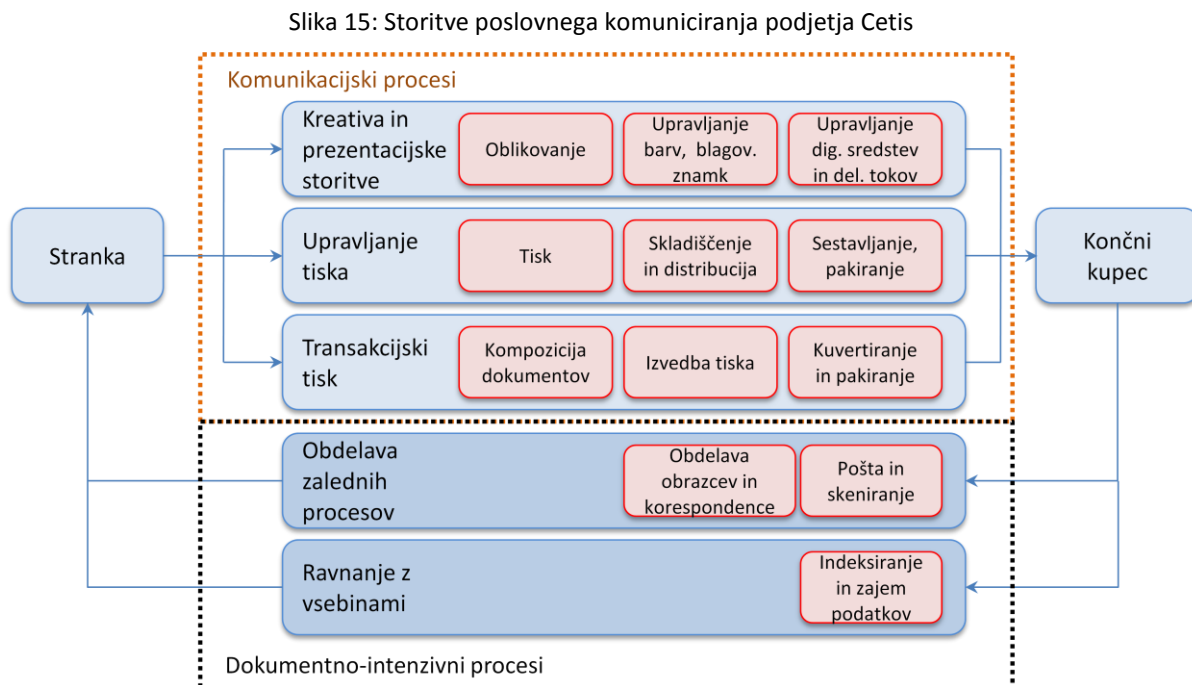 Slika 15: Storitve poslovnega komuniciranja podjetja Cetis
Komunikacijski procesi
Stranka
Kreativa in
prezentacijske
storitve
Oblikovanje
Upravljanje
barv, blagov.
znamk
Upravljanje
dig. sredstev
in del. tokov
Upravljanje
tiska
Tisk
Skladiščenje
in distribucija
Sestavljanje,
pakiranje
Transakcijski
tisk
Kompozicija
dokumentov
Izvedba tiska
Kuvertiranje
in pakiranje
Končni
kupec
Obdelava
zalednih
procesov
Obdelava
obrazcev in
korespondence
Pošta in
skeniranje
Ravnanje z
vsebinami
Indeksiranje
in zajem
podatkov
Dokumentno-intenzivni procesi